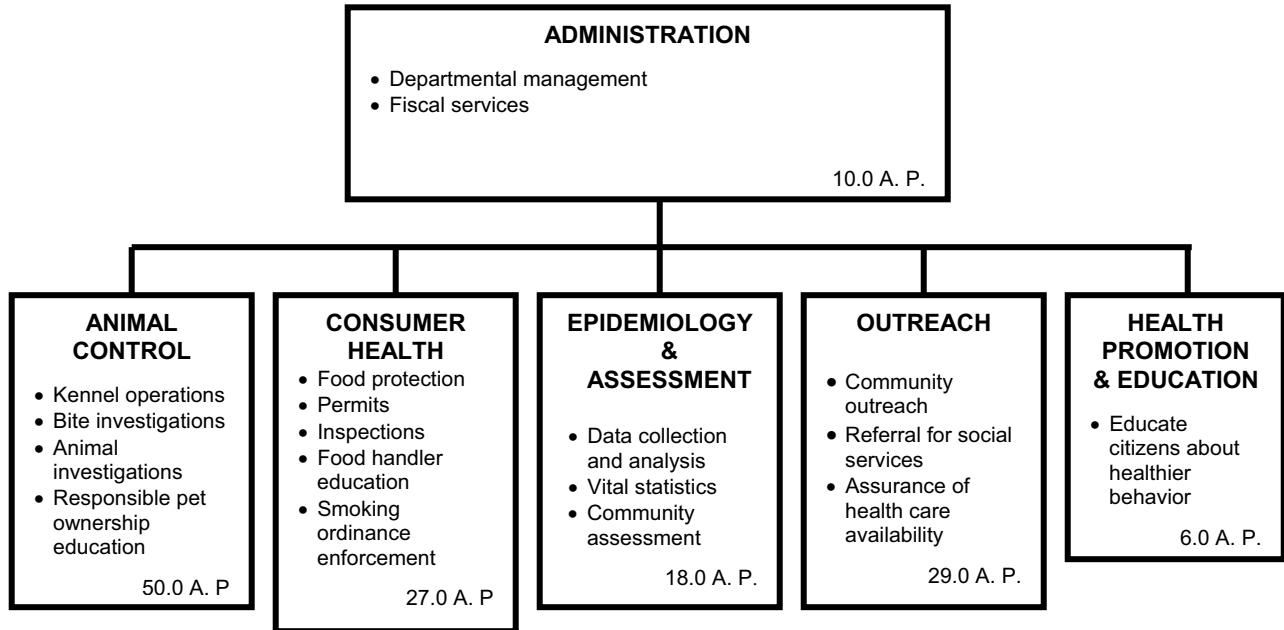 ADMINISTRATION
• Departmental management
• Fiscal services
10.0 A. P.
ANIMAL
CONTROL
• Kennel operations
• Bite investigations
• Animal
investigations
• Responsible pet
ownership
education
50.0 A. P
CONSUMER
HEALTH
• Food protection
• Permits
• Inspections
• Food handler
education
• Smoking
ordinance
enforcement
27.0 A. P
EPIDEMIOLOGY
&
ASSESSMENT
• Data collection
and analysis
• Vital statistics
• Community
assessment
18.0 A. P.
OUTREACH
• Community
outreach
• Referral for social
services
• Assurance of
health care
availability
29.0 A. P.
HEALTH
PROMOTION
& EDUCATION
• Educate
citizens about
healthier
behavior
6.0 A. P.